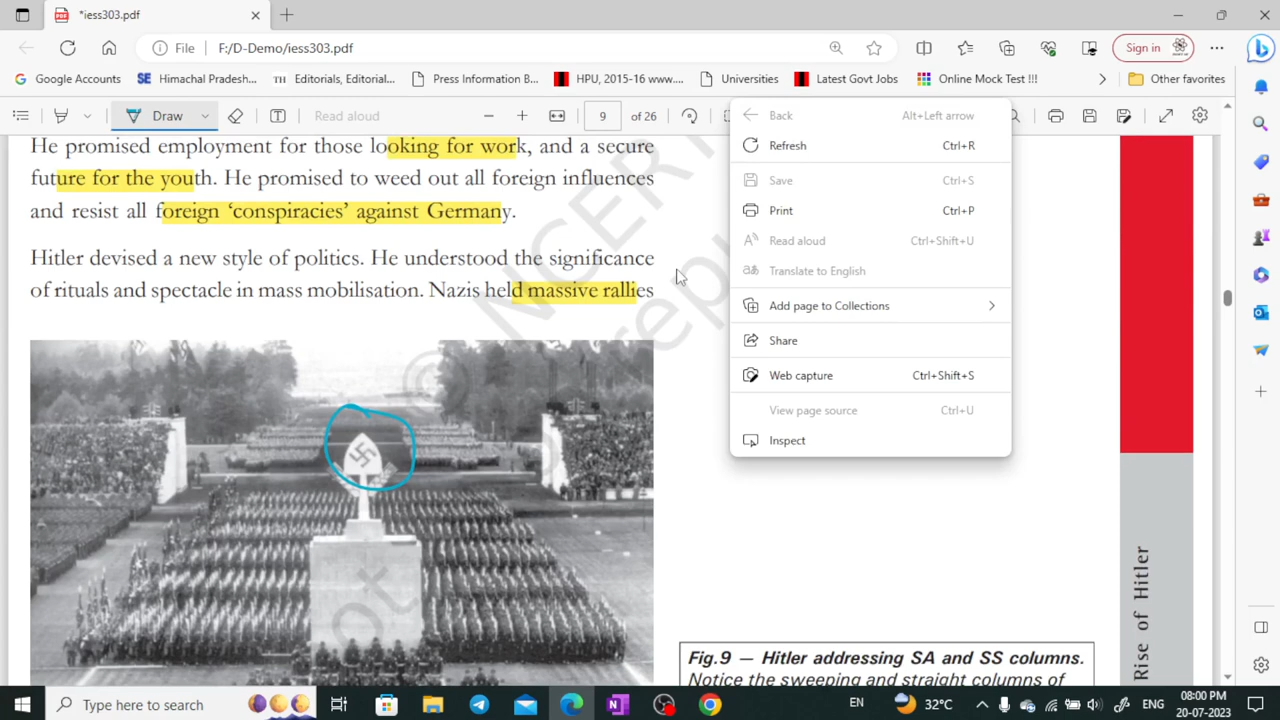 *iess303.pdf
File F:/D-Demo/iess303.pdf
Sign in
Google Accounts
SE Himachal Pradesh...
TH Editorials, Editorial...
Press Information B...
HPU, 2015-16 www....
Universities
Latest Govt Jobs
Online Mock Test !!!
Other favorites
Draw
Read aloud
9 of 26
He promised employment for those looking for work, and a secure
future for the youth. He promised to weed out all foreign influences
and resist all foreign ‘conspiracies’ against Germany.
Hitler devised a new style of politics. He understood the significance
of rituals and spectacle in mass mobilisation. Nazis held massive rallies
Back Alt+Left arrow
Refresh Ctrl+R
Save Ctrl+S
Print Ctrl+P
Read aloud Ctrl+Shift+U
Translate to English
Add page to Collections
Share
Web capture Ctrl+Shift+S
View page source Ctrl+U
Inspect
© NCERT
not
repu
Rise of Hitler
Fig.9 — Hitler addressing SA and SS columns.
Notice the sweeping and straight columns of
Type here to search
EN
32°C
ENG
08:00 PM
20-07-2023